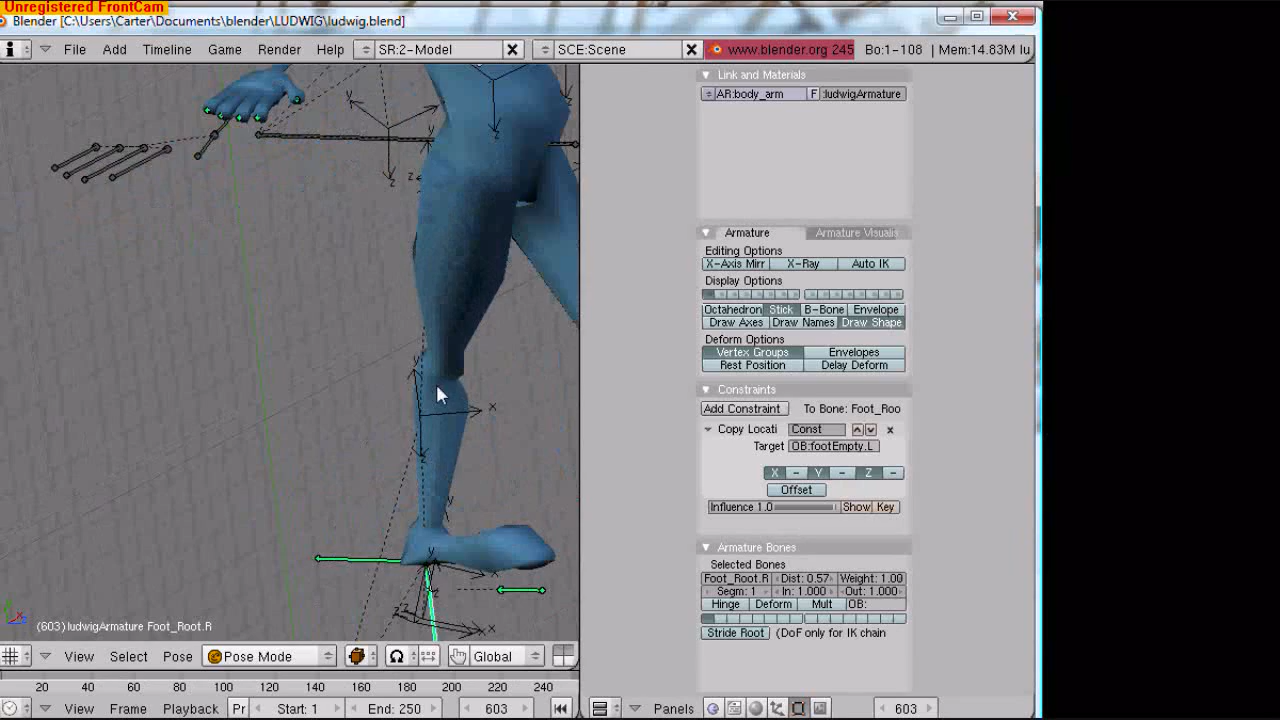 Unregistered FrontCam
Blender [C:\Users\Carter\Documents\blender\LUDWIG\ludwig.blend]
File Add Timeline Game Render Help SR:2-Model SCE:Scene www.blender.org 245 Bo:1-108 | Mem:14.83M lu
Link and Materials
AR:body_arm F :ludwigArmature
Armature Armature Visualis
Editing Options
X-Axis Mirr X-Ray Auto IK
Display Options
Octahedron Stick B-Bone Envelope
Draw Axes Draw Names Draw Shape
Deform Options
Vertex Groups Envelopes
Rest Position Delay Deform
Constraints
Add Constraint To Bone: Foot_Roo
Copy Locati Const x
Target OB:footEmpty.L
X - Y - Z -
Offset
Influence 1.0 Show Key
Armature Bones
Selected Bones
Foot_Root.R Dist: 0.57 Weight: 1.00
Segm: 1 In: 1.000 Out: 1.000
Hinge Deform Mult OB:
Stride Root (DoF only for IK chain
(603) ludwigArmature Foot_Root.R
View Select Pose Pose Mode Global
20 40 60 80 100 120 140 160 180 200 220 240
View Frame Playback Pr Start: 1 End: 250 603 Panels 603